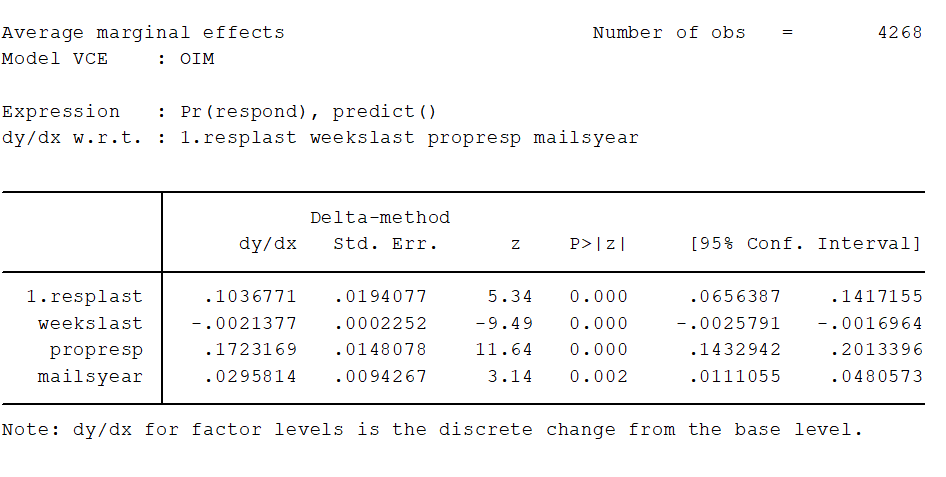 Average marginal effects Number of obs = 4268
Model VCE : OIM
Expression : Pr(respond), predict()
dy/dx w.r.t. : 1.resplast weekslast propresp mailsyear
Delta-method
dy/dx Std. Err. z P>|z| [95% Conf. Interval]
1.resplast .1036771 .0194077 5.34 0.000 .0656387 .1417155
weekslast -.0021377 .0002252 -9.49 0.000 -.0025791 -.0016964
propresp .1723169 .0148078 11.64 0.000 .1432942 .2013396
mailsyear .0295814 .0094267 3.14 0.002 .0111055 .0480573
Note: dy/dx for factor levels is the discrete change from the base level.